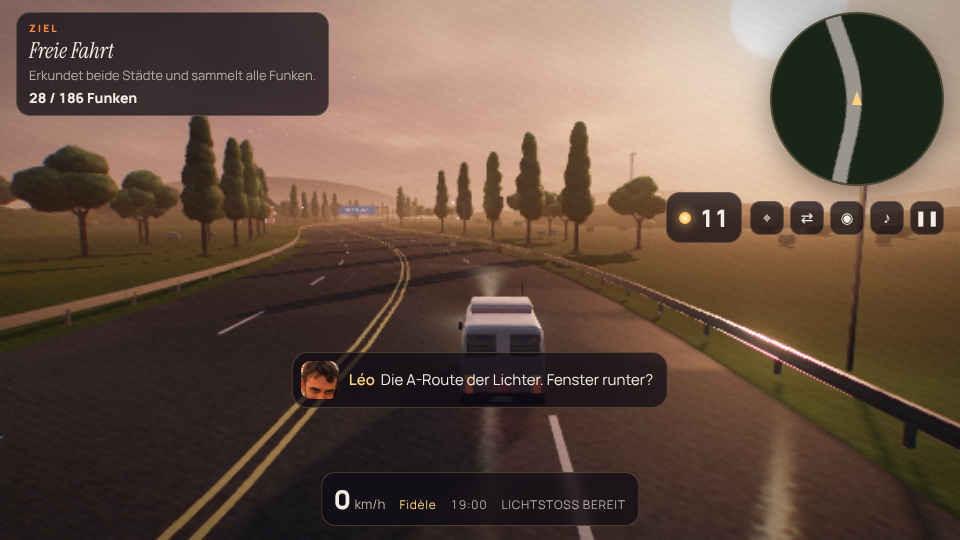 ZIEL
Freie Fahrt
Erkundet beide Städte und sammelt alle Funken.
28 / 186 Funken
11
Léo Die A-Route der Lichter. Fenster runter?
0 km/h Fidèle 19:00 LICHTSTOSS BEREIT